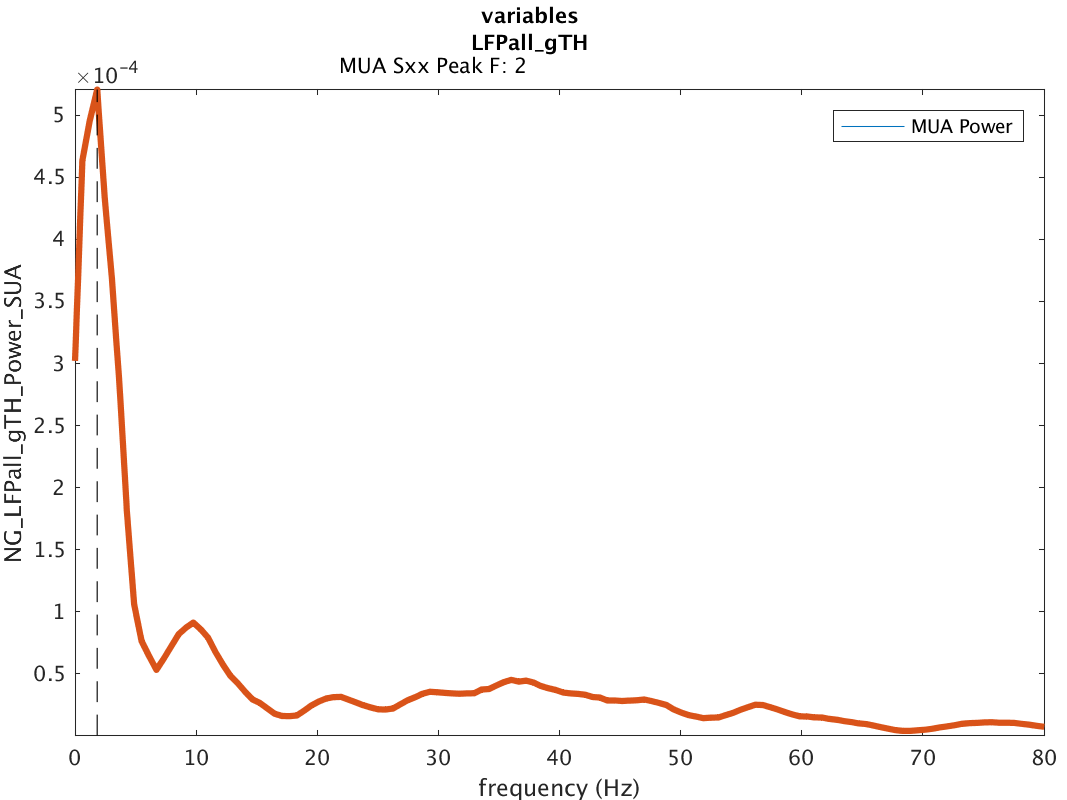 variables
LFPall_gTH
MUA Sxx Peak F: 2
×10⁻⁴
MUA Power
5
4.5
4
3.5
3
2.5
2
1.5
1
0.5
NG_LFPall_gTH_Power_SUA
0 10 20 30 40 50 60 70 80
frequency (Hz)